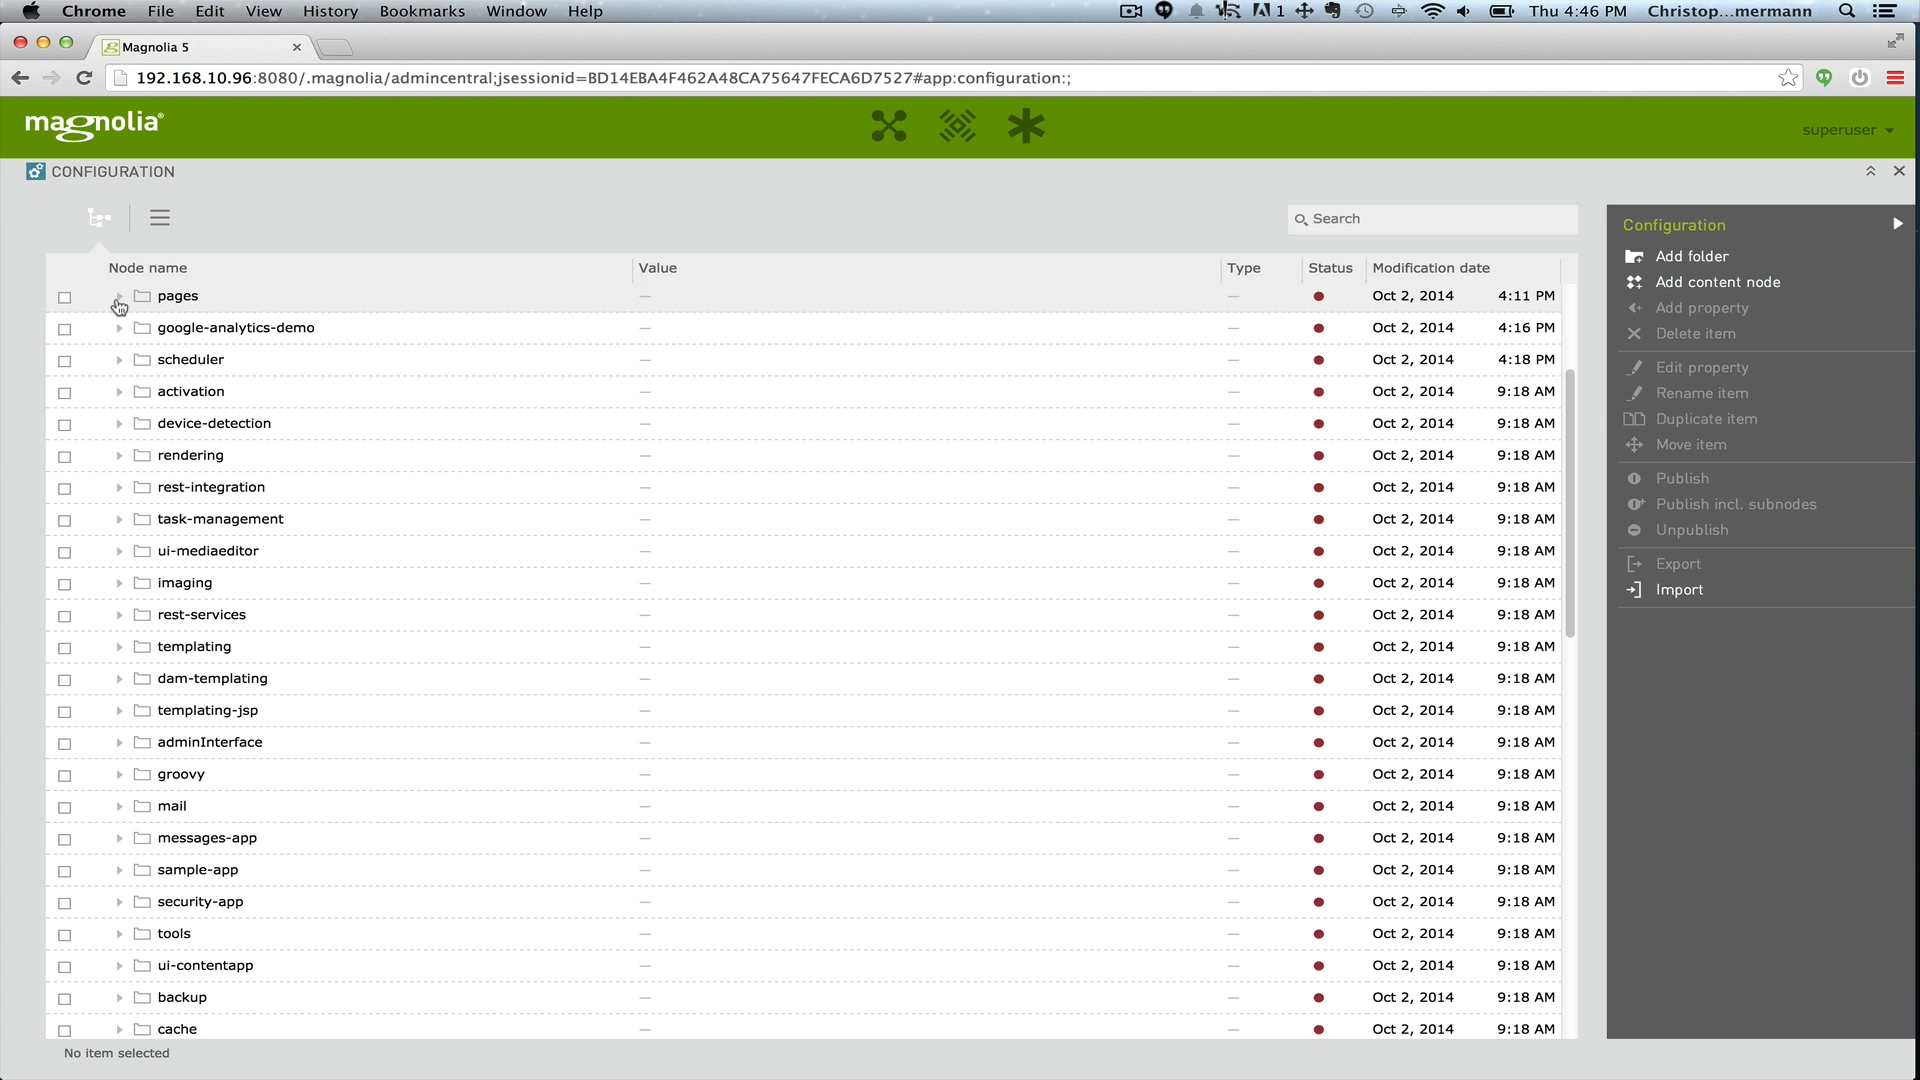 Chrome File Edit View History Bookmarks Window Help 1 Thu 4:46 PM Christop...mermann
Magnolia 5
192.168.10.96:8080/.magnolia/admincentral;jsessionid=BD14EBA4F462A48CA75647FECA6D7527#app:configuration:;
magnolia®
superuser
CONFIGURATION
Search
Node name Value Type Status Modification date
pages — — Oct 2, 2014 4:11 PM
google-analytics-demo — — Oct 2, 2014 4:16 PM
scheduler — — Oct 2, 2014 4:18 PM
activation — — Oct 2, 2014 9:18 AM
device-detection — — Oct 2, 2014 9:18 AM
rendering — — Oct 2, 2014 9:18 AM
rest-integration — — Oct 2, 2014 9:18 AM
task-management — — Oct 2, 2014 9:18 AM
ui-mediaeditor — — Oct 2, 2014 9:18 AM
imaging — — Oct 2, 2014 9:18 AM
rest-services — — Oct 2, 2014 9:18 AM
templating — — Oct 2, 2014 9:18 AM
dam-templating — — Oct 2, 2014 9:18 AM
templating-jsp — — Oct 2, 2014 9:18 AM
adminInterface — — Oct 2, 2014 9:18 AM
groovy — — Oct 2, 2014 9:18 AM
mail — — Oct 2, 2014 9:18 AM
messages-app — — Oct 2, 2014 9:18 AM
sample-app — — Oct 2, 2014 9:18 AM
security-app — — Oct 2, 2014 9:18 AM
tools — — Oct 2, 2014 9:18 AM
ui-contentapp — — Oct 2, 2014 9:18 AM
backup — — Oct 2, 2014 9:18 AM
cache — — Oct 2, 2014 9:18 AM
No item selected
Configuration
Add folder
Add content node
Add property
Delete item
Edit property
Rename item
Duplicate item
Move item
Publish
Publish incl. subnodes
Unpublish
Export
Import